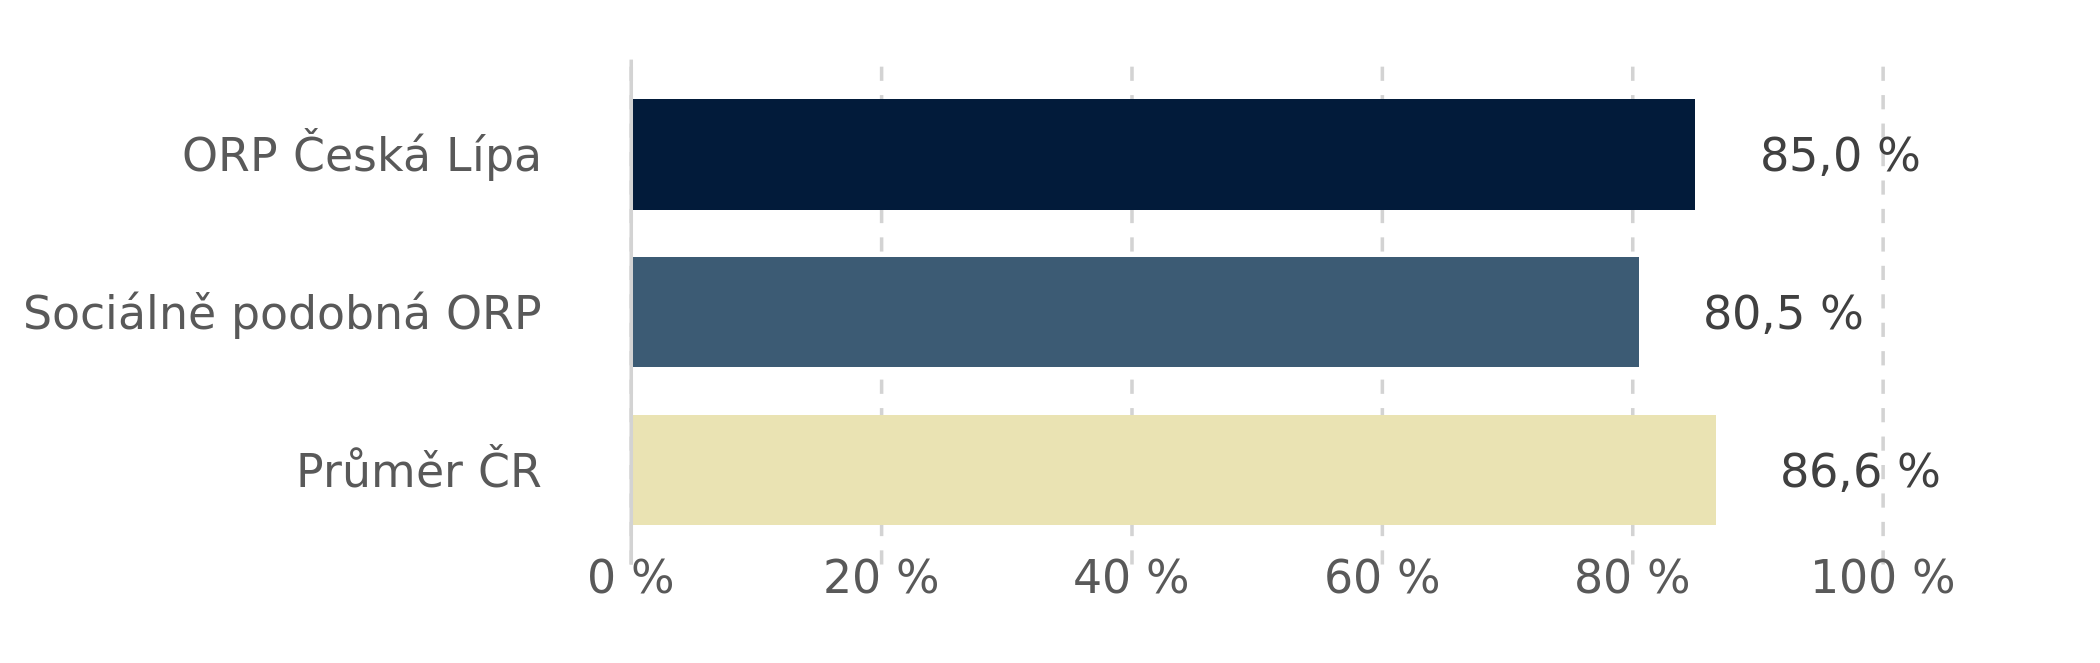 ORP Česká Lípa 85,0 %
Sociálně podobná ORP 80,5 %
Průměr ČR 86,6 %
0 % 20 % 40 % 60 % 80 % 100 %